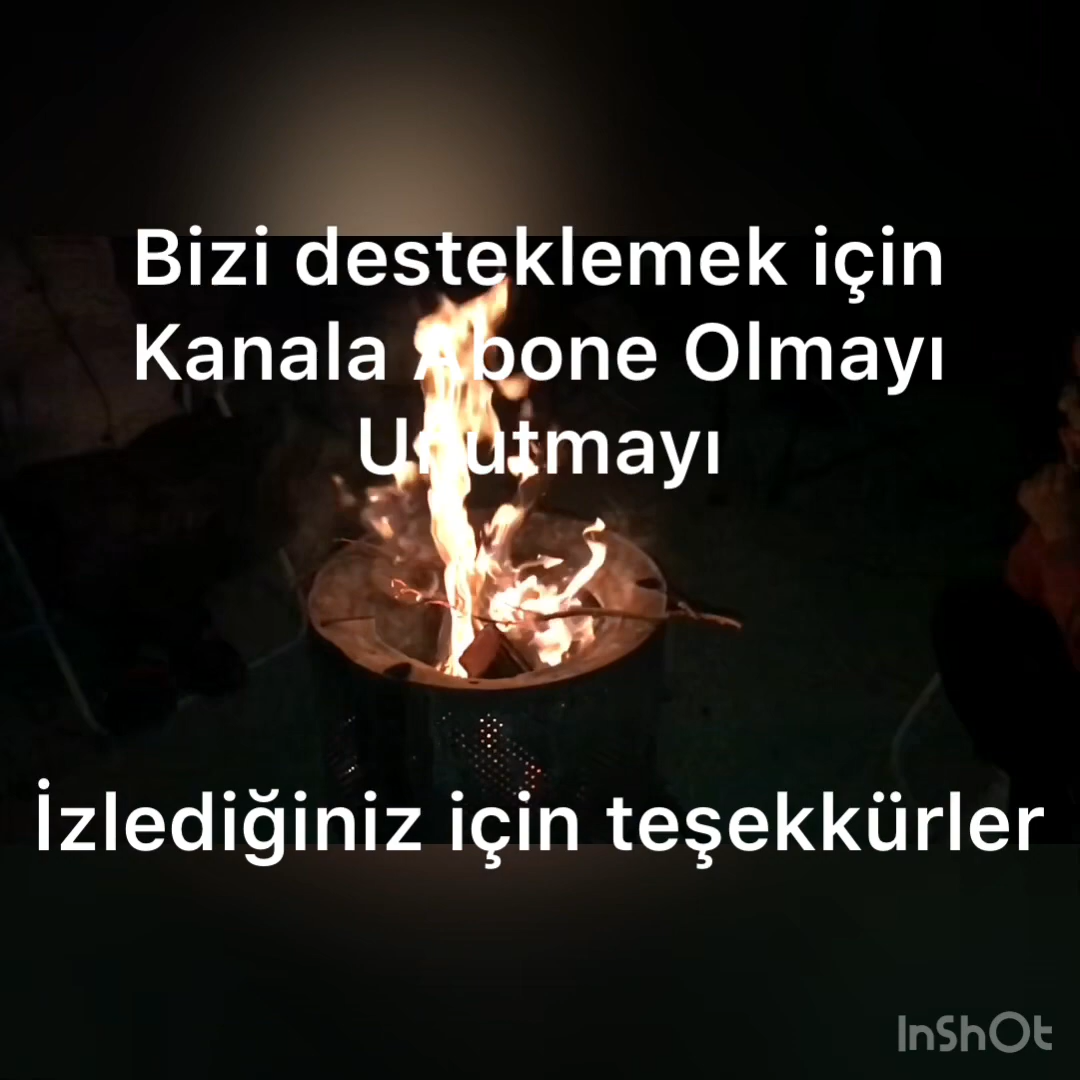 Bizi desteklemek için
Kanala Abone Olmayı
Unutmayı
İzlediğiniz için teşekkürler
InShOt